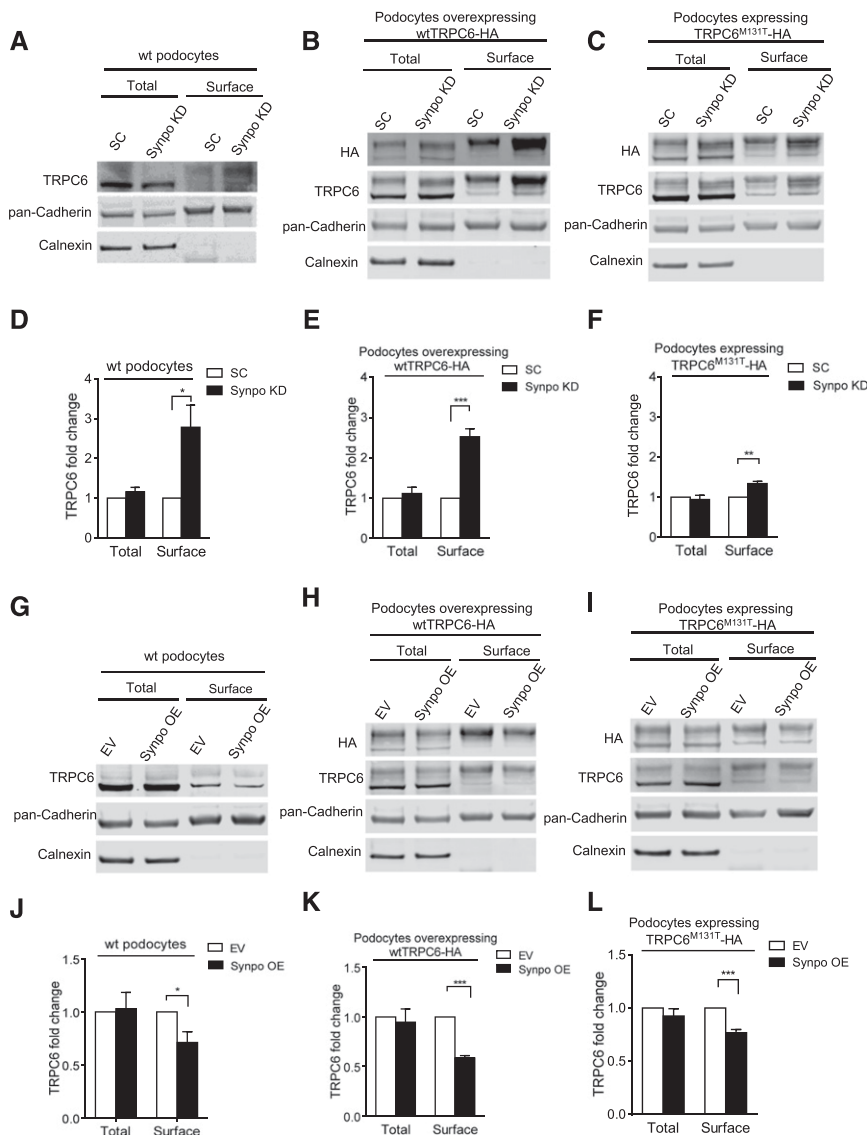 A
wt podocytes
Total Surface
SC Synpo KD SC Synpo KD
TRPC6
pan-Cadherin
Calnexin
B
Podocytes overexpressing
wtTRPC6-HA
Total Surface
SC Synpo KD SC Synpo KD
HA
TRPC6
pan-Cadherin
Calnexin
C
Podocytes expressing
TRPC6M131T-HA
Total Surface
SC Synpo KD SC Synpo KD
HA
TRPC6
pan-Cadherin
Calnexin
D
wt podocytes
SC
Synpo KD
TRPC6 fold change
4
3
2
1
0
*
Total Surface
E
Podocytes overexpressing
wtTRPC6-HA
SC
Synpo KD
TRPC6 fold change
4
3
2
1
0
***
Total Surface
F
Podocytes expressing
TRPC6M131T-HA
SC
Synpo KD
TRPC6 fold change
4
3
2
1
0
**
Total Surface
G
wt podocytes
Total Surface
EV Synpo OE EV Synpo OE
TRPC6
pan-Cadherin
Calnexin
H
Podocytes overexpressing
wtTRPC6-HA
Total Surface
EV Synpo OE EV Synpo OE
HA
TRPC6
pan-Cadherin
Calnexin
I
Podocytes expressing
TRPC6M131T-HA
Total Surface
EV Synpo OE EV Synpo OE
HA
TRPC6
pan-Cadherin
Calnexin
J
wt podocytes
EV
Synpo OE
TRPC6 fold change
1.5
1.0
0.5
0.0
*
Total Surface
K
Podocytes overexpressing
wtTRPC6-HA
EV
Synpo OE
TRPC6 fold change
1.5
1.0
0.5
0.0
***
Total Surface
L
Podocytes expressing
TRPC6M131T-HA
EV
Synpo OE
TRPC6 fold change
1.5
1.0
0.5
0.0
***
Total Surface